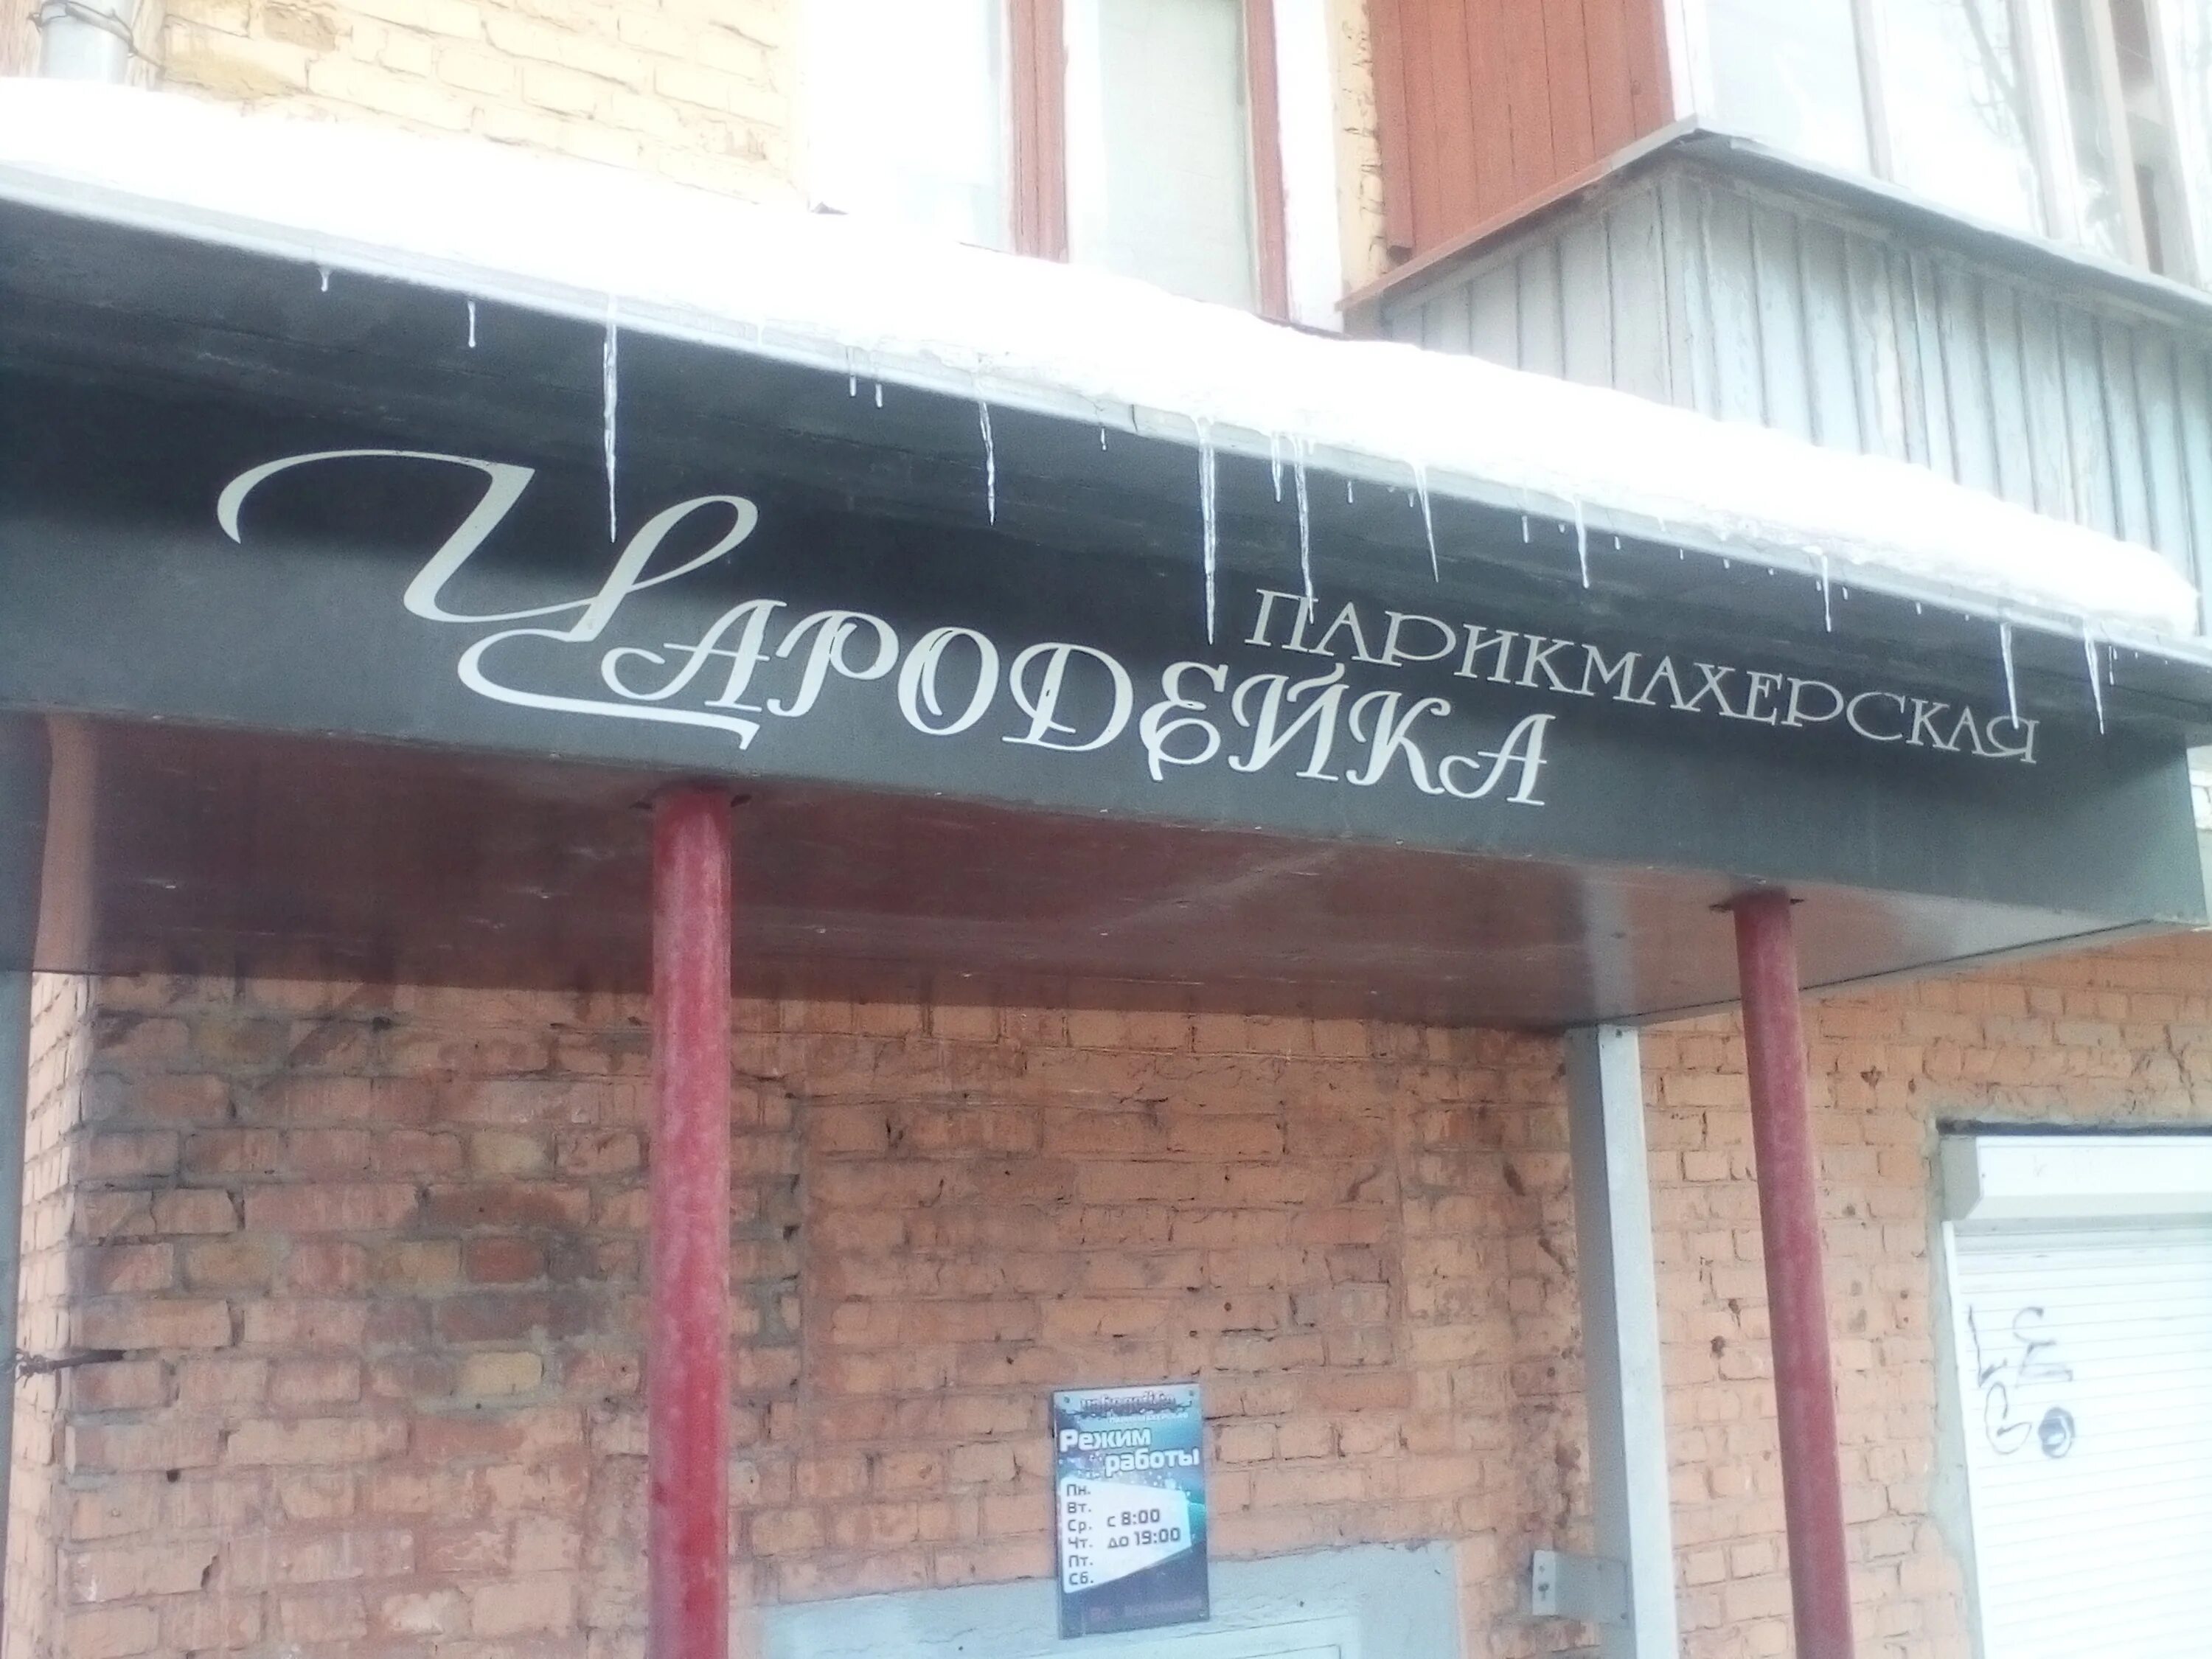 Чародейка
ПАРИКМАХЕРСКАЯ
Режим
работы
Пн.
Вт.
Ср. с 8:00
Чт. до 19:00
Пт.
Сб.